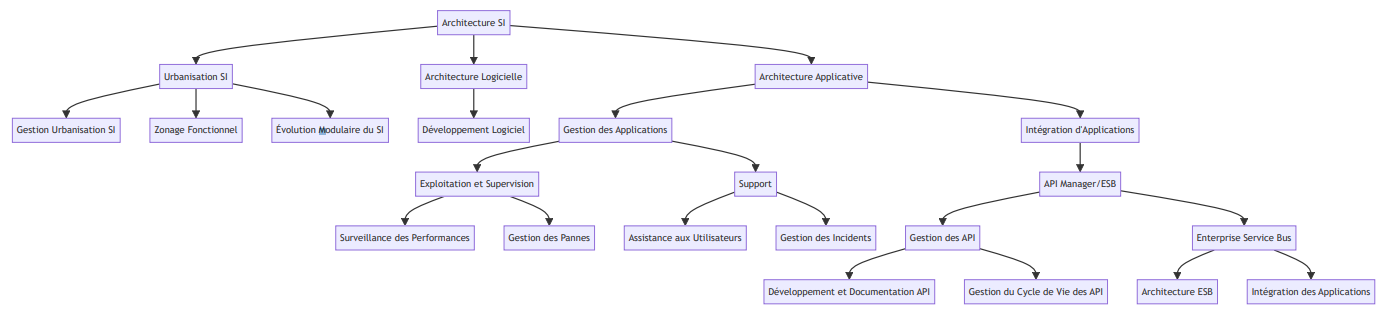 Architecture SI
Urbanisation SI
Architecture Logicielle
Architecture Applicative
Gestion Urbanisation SI
Zonage Fonctionnel
Évolution Modulaire du SI
Développement Logiciel
Gestion des Applications
Intégration d'Applications
Exploitation et Supervision
Support
API Manager/ESB
Surveillance des Performances
Gestion des Pannes
Assistance aux Utilisateurs
Gestion des Incidents
Gestion des API
Enterprise Service Bus
Développement et Documentation API
Gestion du Cycle de Vie des API
Architecture ESB
Intégration des Applications